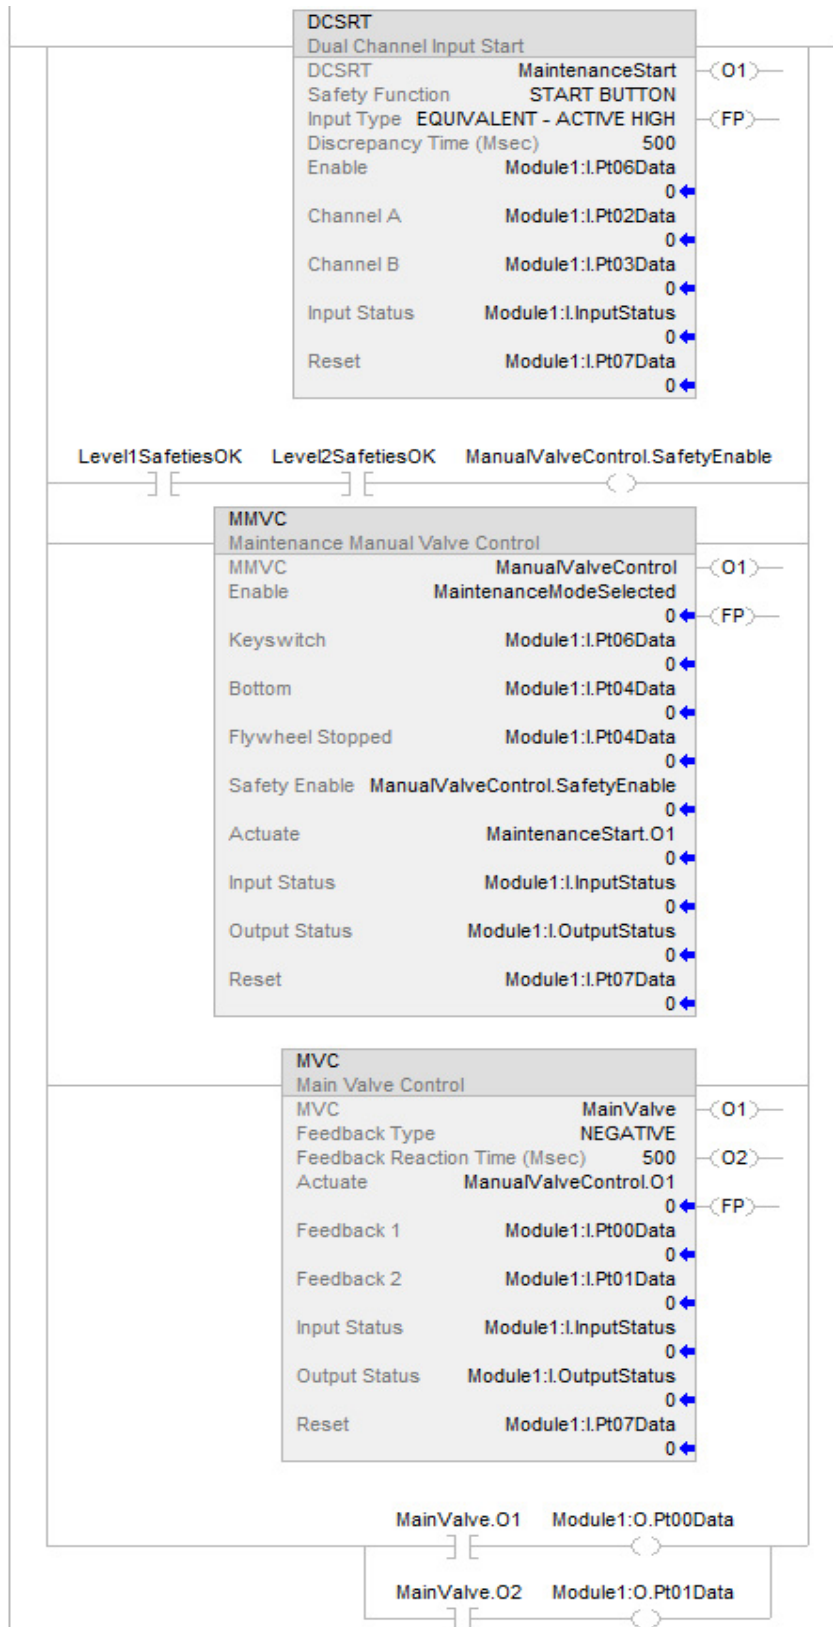 DCSRT
Dual Channel Input Start
DCSRT MaintenanceStart O1
Safety Function START BUTTON
Input Type EQUIVALENT - ACTIVE HIGH FP
Discrepancy Time (Msec) 500
Enable Module1:I.Pt06Data
0
Channel A Module1:I.Pt02Data
0
Channel B Module1:I.Pt03Data
0
Input Status Module1:I.InputStatus
0
Reset Module1:I.Pt07Data
0
Level1SafetiesOK Level2SafetiesOK ManualValveControl.SafetyEnable
MMVC
Maintenance Manual Valve Control
MMVC ManualValveControl O1
Enable MaintenanceModeSelected
0 FP
Keyswitch Module1:I.Pt06Data
0
Bottom Module1:I.Pt04Data
0
Flywheel Stopped Module1:I.Pt04Data
0
Safety Enable ManualValveControl.SafetyEnable
0
Actuate MaintenanceStart.O1
0
Input Status Module1:I.InputStatus
0
Output Status Module1:I.OutputStatus
0
Reset Module1:I.Pt07Data
0
MVC
Main Valve Control
MVC MainValve O1
Feedback Type NEGATIVE
Feedback Reaction Time (Msec) 500 O2
Actuate ManualValveControl.O1
0 FP
Feedback 1 Module1:I.Pt00Data
0
Feedback 2 Module1:I.Pt01Data
0
Input Status Module1:I.InputStatus
0
Output Status Module1:I.OutputStatus
0
Reset Module1:I.Pt07Data
0
MainValve.O1 Module1:O.Pt00Data
MainValve.O2 Module1:O.Pt01Data